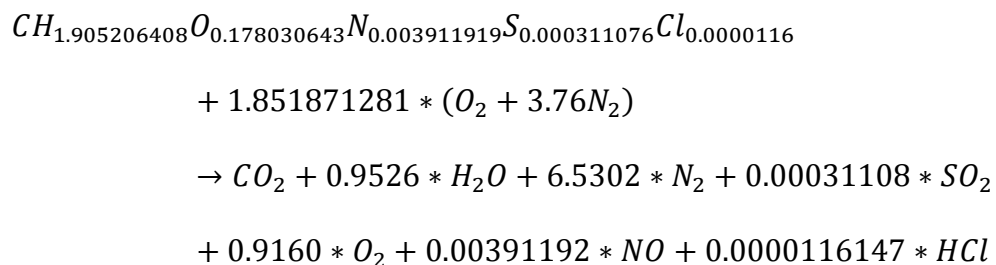 CH₁.₉₀₅₂₀₆₄₀₈O₀.₁₇₈₀₃₀₆₄₃N₀.₀₀₃₉₁₁₉₁₉S₀.₀₀₀₃₁₁₀₇₆Cl₀.₀₀₀₀₁₁₆
+ 1.851871281 * (O₂ + 3.76N₂)
→ CO₂ + 0.9526 * H₂O + 6.5302 * N₂ + 0.00031108 * SO₂
+ 0.9160 * O₂ + 0.00391192 * NO + 0.0000116147 * HCl